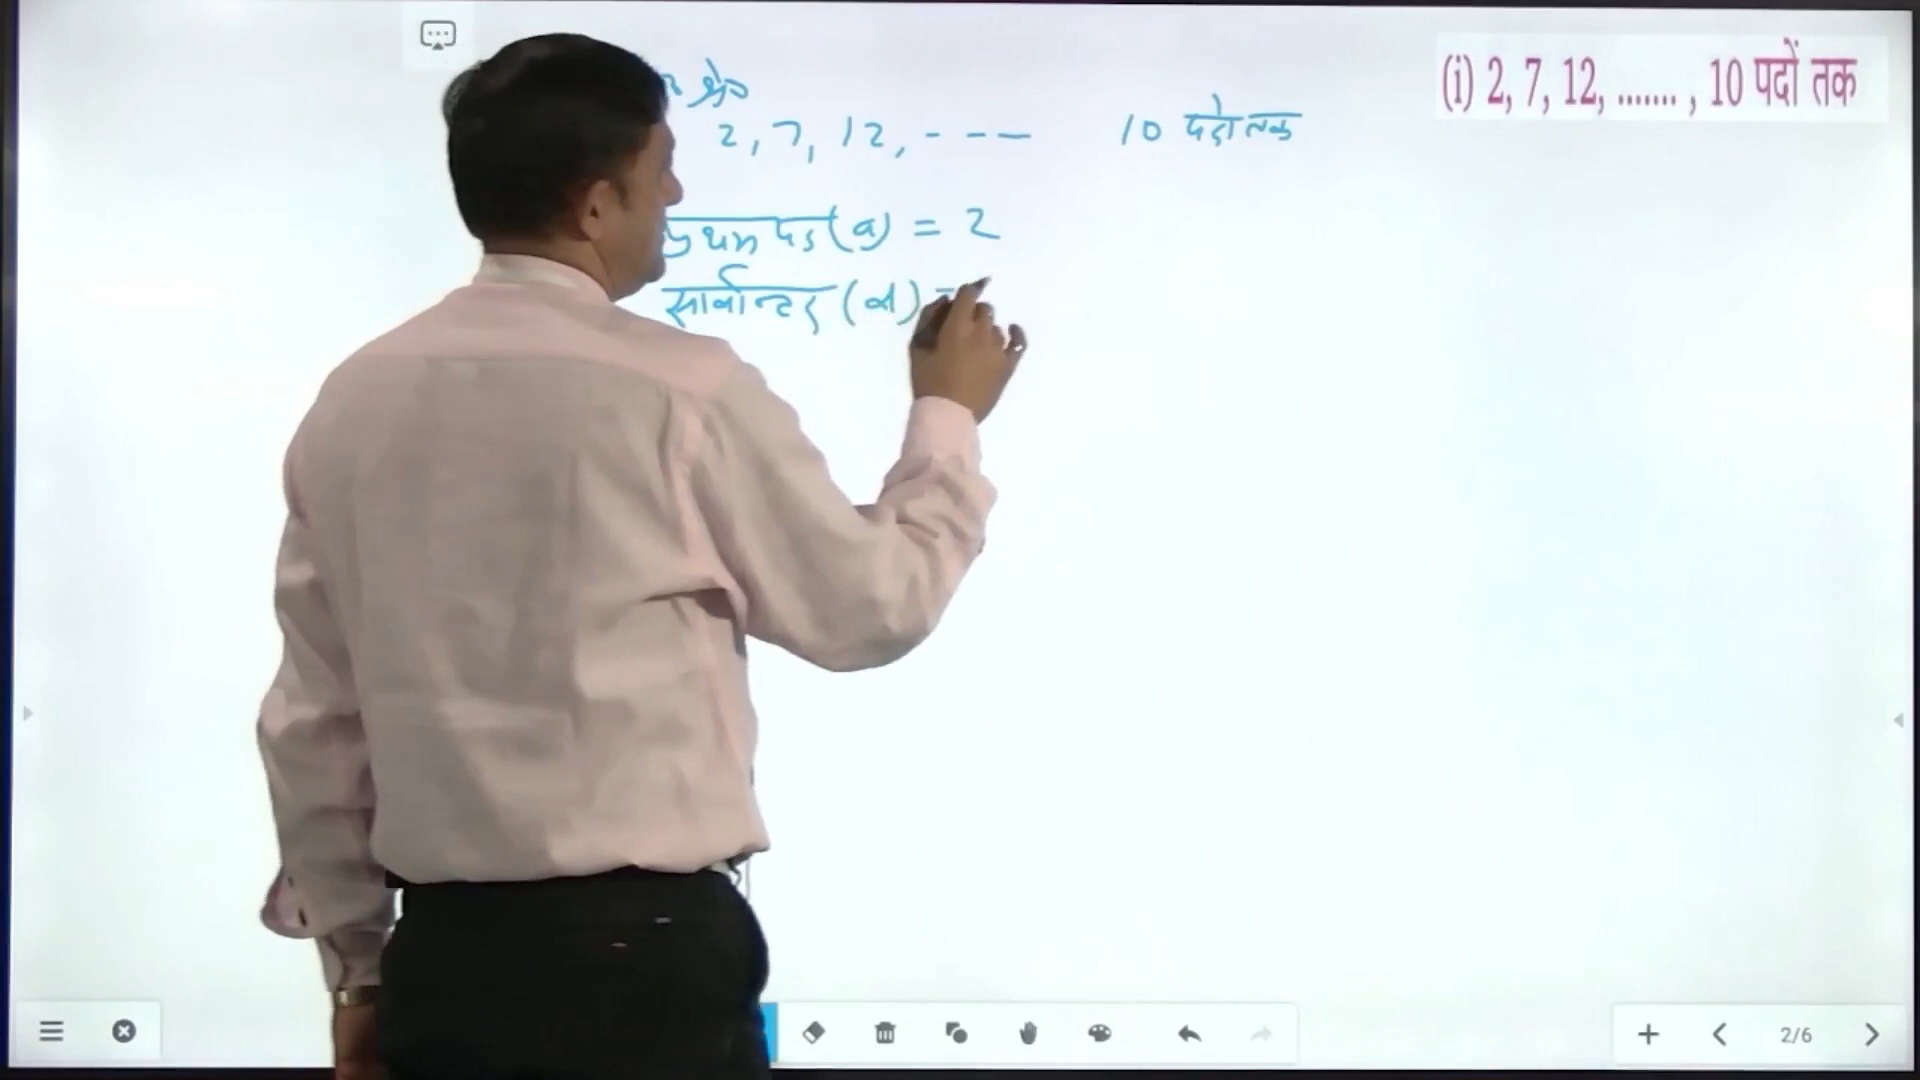 (i) 2, 7, 12, ....... , 10 पदों तक
श्रेo
2, 7, 12, - - — 10 पदो तक
प्रथम पद (a) = 2
सार्वान्तर (d) =
2/6